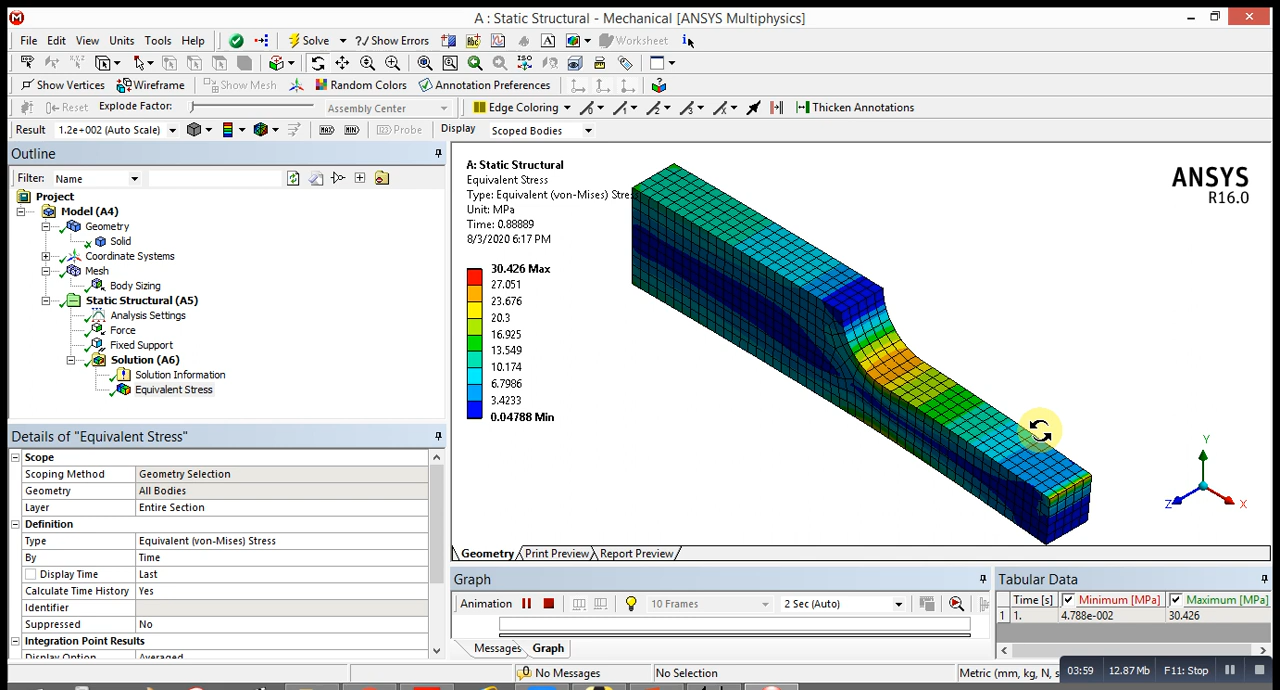 A : Static Structural - Mechanical [ANSYS Multiphysics]
File Edit View Units Tools Help Solve ?/ Show Errors Worksheet
Show Vertices Wireframe Show Mesh Random Colors Annotation Preferences
Reset Explode Factor: Assembly Center Edge Coloring Thicken Annotations
Result 1.2e+002 (Auto Scale) Probe Display Scoped Bodies
Outline
Filter: Name
Project
Model (A4)
Geometry
Solid
Coordinate Systems
Mesh
Body Sizing
Static Structural (A5)
Analysis Settings
Force
Fixed Support
Solution (A6)
Solution Information
Equivalent Stress
Details of "Equivalent Stress"
Scope
Scoping Method Geometry Selection
Geometry All Bodies
Layer Entire Section
Definition
Type Equivalent (von-Mises) Stress
By Time
Display Time Last
Calculate Time History Yes
Identifier
Suppressed No
Integration Point Results
Display Option Averaged
A: Static Structural
Equivalent Stress
Type: Equivalent (von-Mises) Stre
Unit: MPa
Time: 0.88889
8/3/2020 6:17 PM
30.426 Max
27.051
23.676
20.3
16.925
13.549
10.174
6.7986
3.4233
0.04788 Min
ANSYS
R16.0
Y
Z
X
Geometry Print Preview Report Preview
Graph
Animation 10 Frames 2 Sec (Auto)
Messages Graph
Tabular Data
Time [s] Minimum [MPa] Maximum [MPa]
1 1. 4.788e-002 30.426
No Messages No Selection Metric (mm, kg, N, s
03:59 12.87 MB F11: Stop